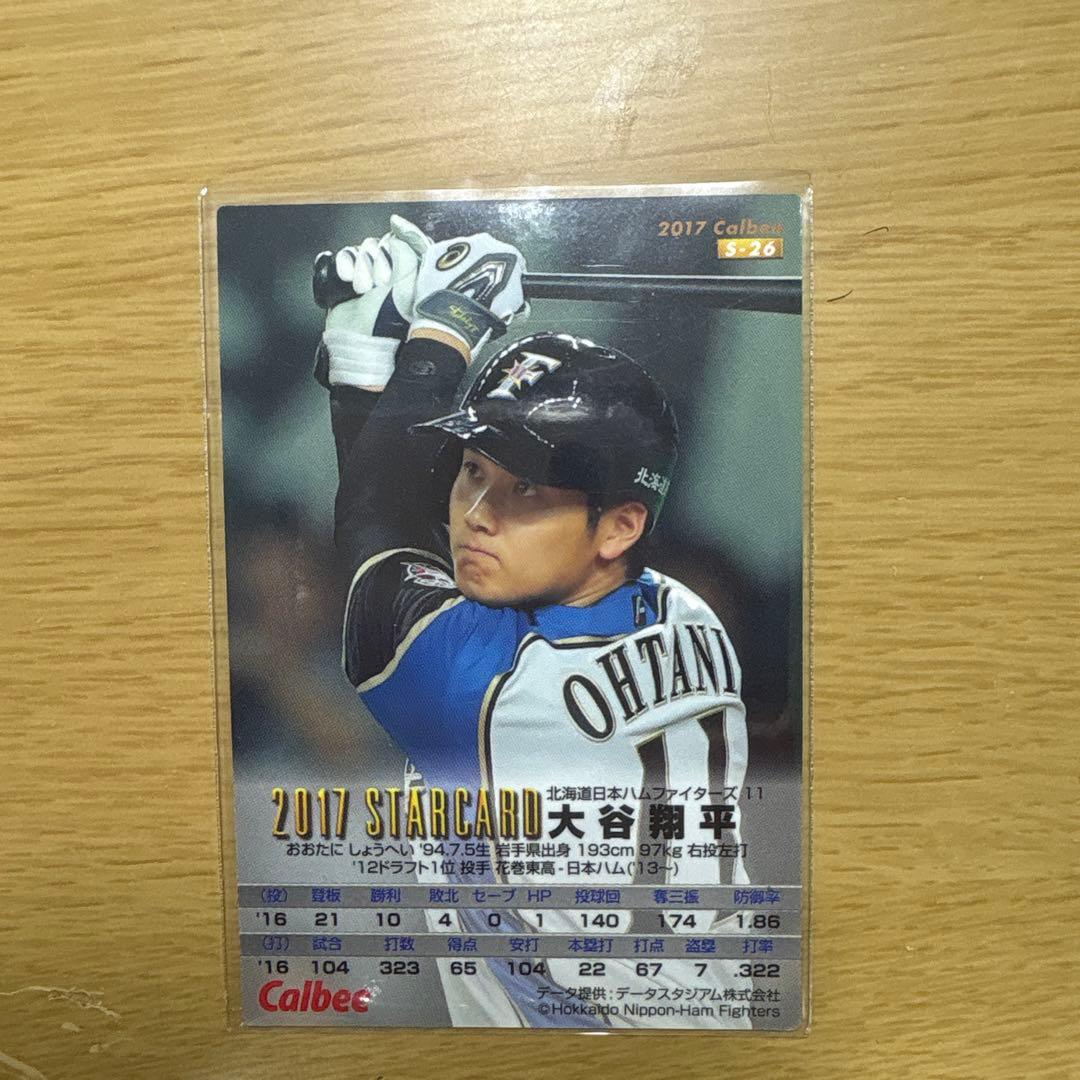 2017 Calbee
S-26
F
北海道
OHTANI
11
北海道日本ハムファイターズ 11
2017 STARCARD 大谷翔平
おおたに しょうへい '94.7.5生 岩手県出身 193cm 97kg 右投左打
'12ドラフト1位 投手 花巻東高-日本ハム('13～)
(投) 登板 勝利 敗北 セーブ HP 投球回 奪三振 防御率
'16 21 10 4 0 1 140 174 1.86
(打) 試合 打数 得点 安打 本塁打 打点 盗塁 打率
'16 104 323 65 104 22 67 7 .322
Calbee
データ提供:データスタジアム株式会社
©Hokkaido Nippon-Ham Fighters